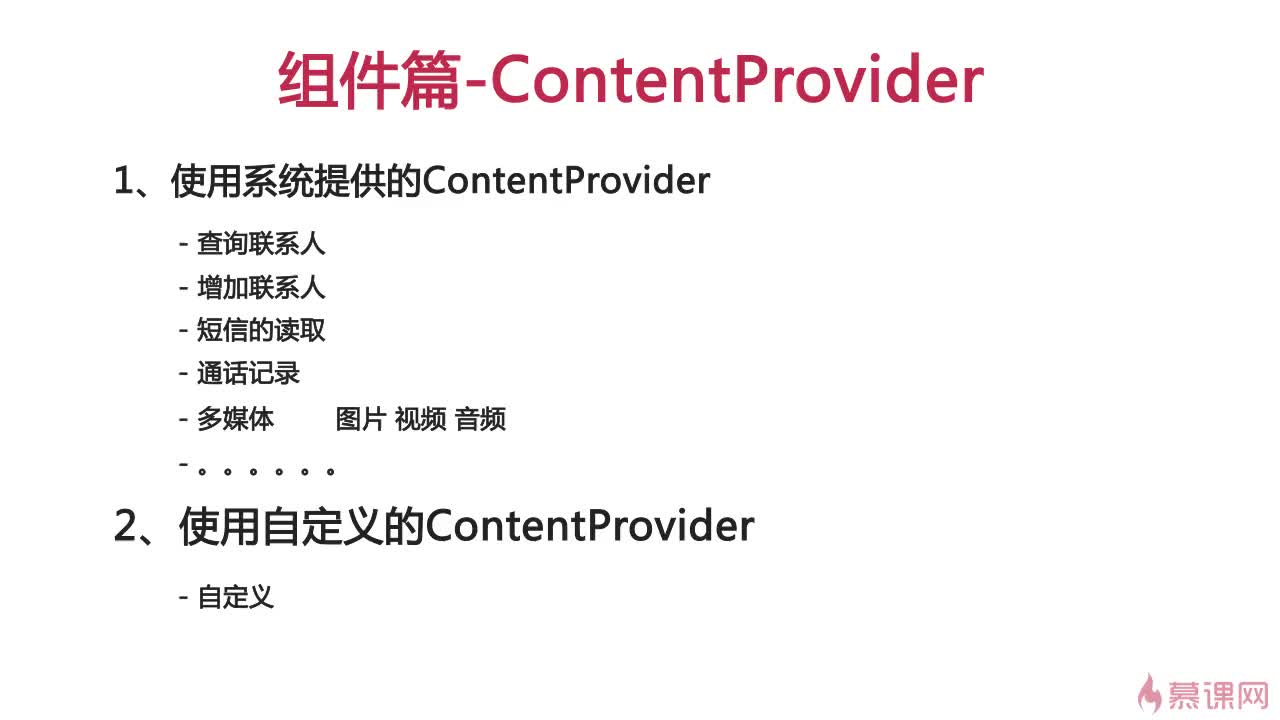 组件篇-ContentProvider
1、使用系统提供的ContentProvider
- 查询联系人
- 增加联系人
- 短信的读取
- 通话记录
- 多媒体 图片 视频 音频
- 。。。。。。
2、使用自定义的ContentProvider
- 自定义
慕课网